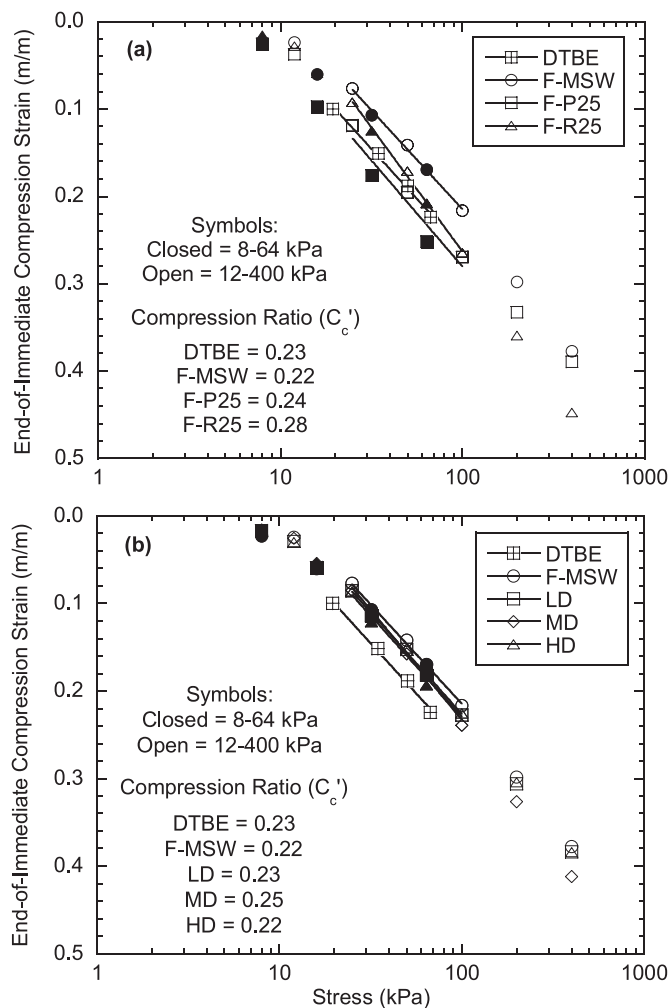 0.0
0.1
0.2
0.3
0.4
0.5
End-of-Immediate Compression Strain (m/m)
(a)
DTBE
F-MSW
F-P25
F-R25
Symbols:
Closed = 8-64 kPa
Open = 12-400 kPa
Compression Ratio (Cc')
DTBE = 0.23
F-MSW = 0.22
F-P25 = 0.24
F-R25 = 0.28
1 10 100 1000
0.0
0.1
0.2
0.3
0.4
0.5
End-of-Immediate Compression Strain (m/m)
(b)
DTBE
F-MSW
LD
MD
HD
Symbols:
Closed = 8-64 kPa
Open = 12-400 kPa
Compression Ratio (Cc')
DTBE = 0.23
F-MSW = 0.22
LD = 0.23
MD = 0.25
HD = 0.22
1 10 100 1000
Stress (kPa)